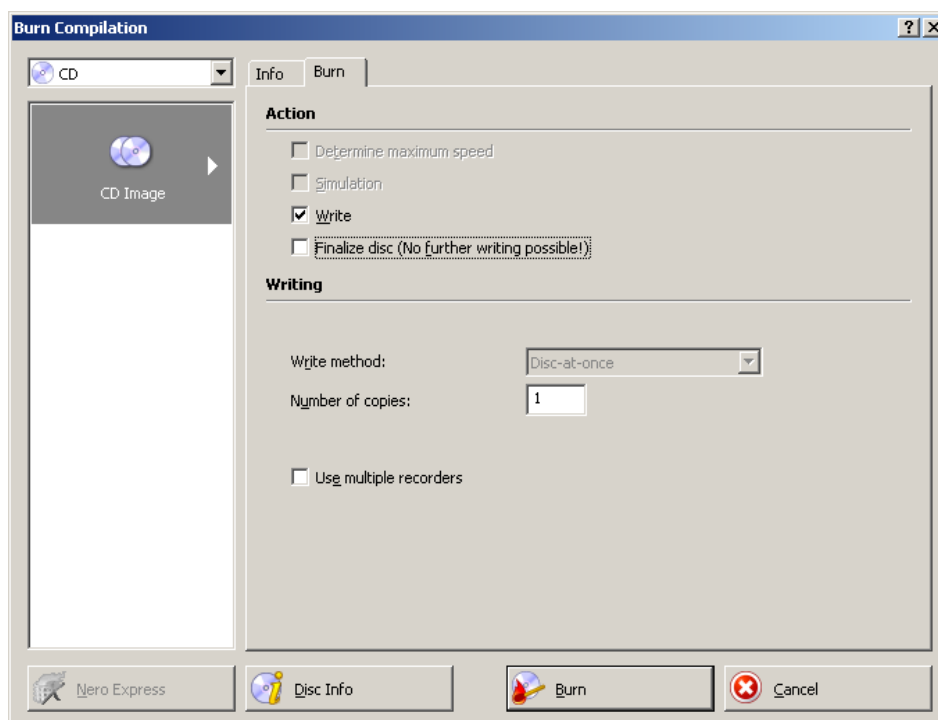 Burn Compilation
CD
Info Burn
CD Image
Action
Determine maximum speed
Simulation
Write
Finalize disc (No further writing possible!)
Writing
Write method: Disc-at-once
Number of copies: 1
Use multiple recorders
Nero Express Disc Info Burn Cancel